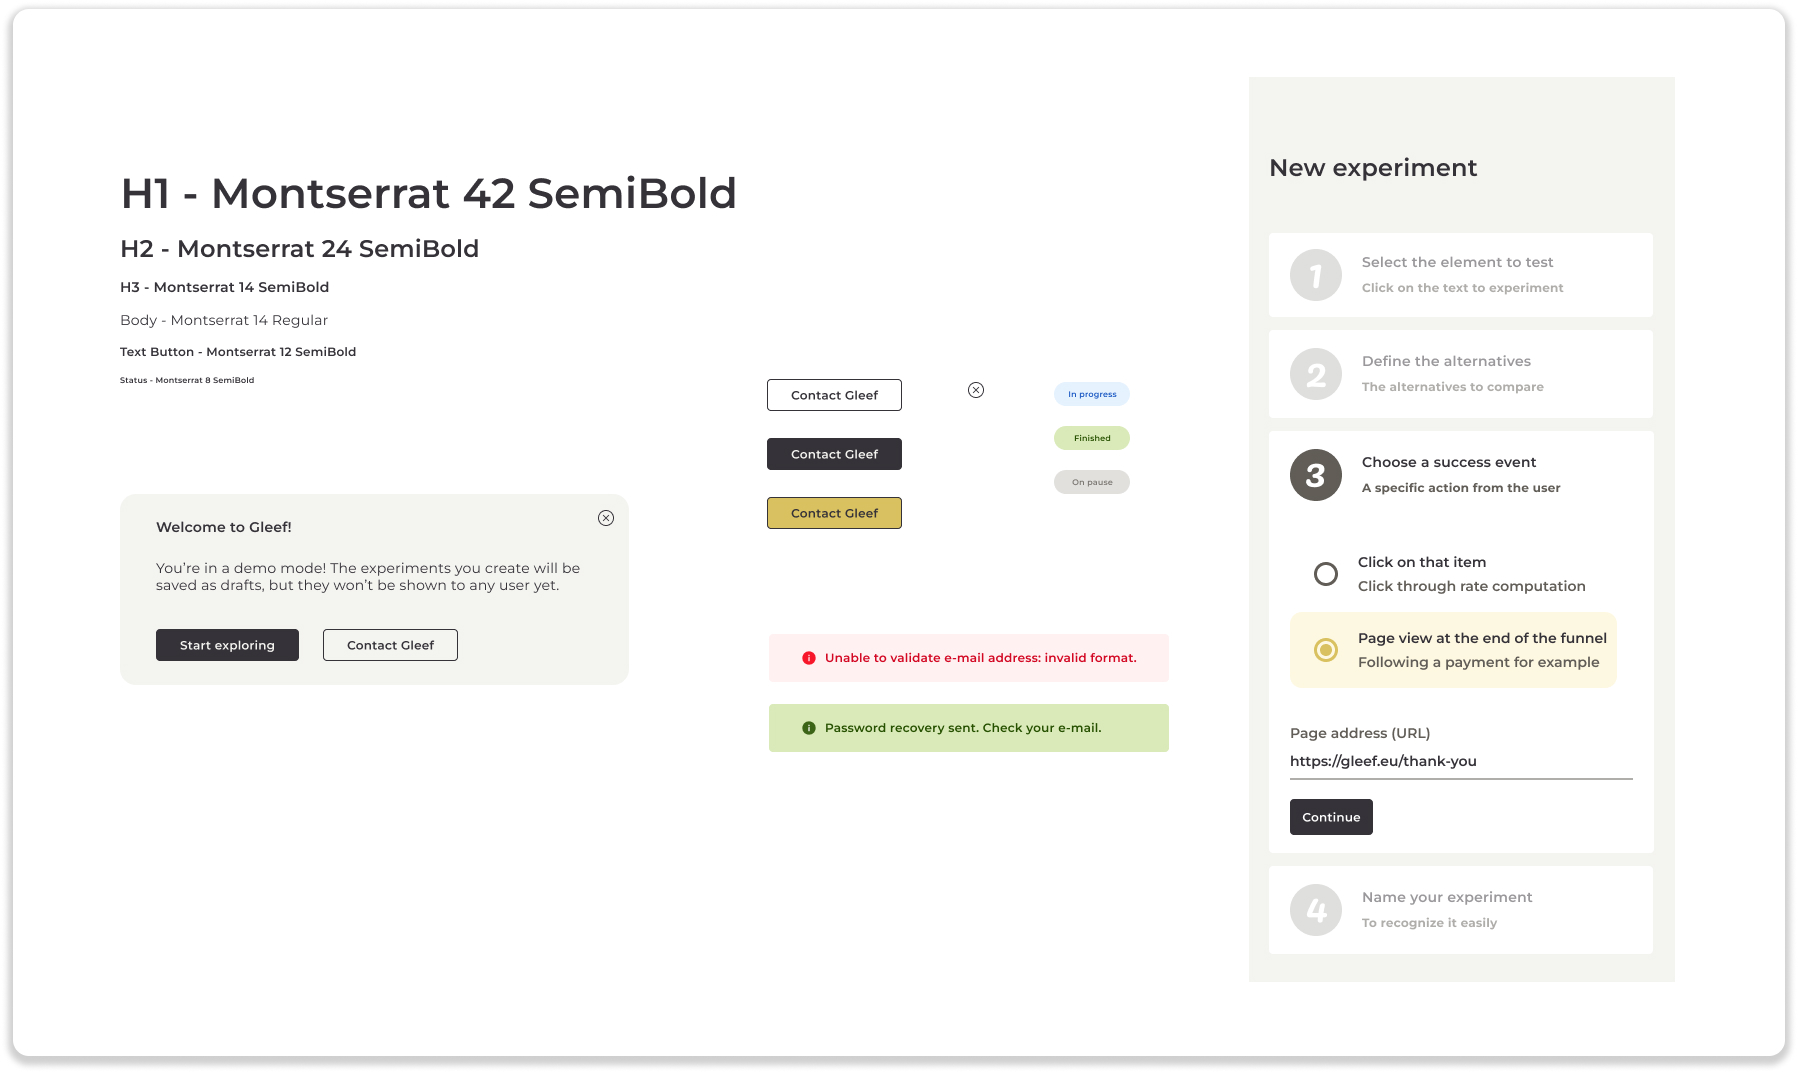 H1 - Montserrat 42 SemiBold
H2 - Montserrat 24 SemiBold
H3 - Montserrat 14 SemiBold
Body - Montserrat 14 Regular
Text Button - Montserrat 12 SemiBold
Status - Montserrat 8 SemiBold
Welcome to Gleef!
You’re in a demo mode! The experiments you create will be
saved as drafts, but they won’t be shown to any user yet.
Start exploring
Contact Gleef
Contact Gleef
Contact Gleef
Contact Gleef
In progress
Finished
On pause
Unable to validate e-mail address: invalid format.
Password recovery sent. Check your e-mail.
New experiment
1
Select the element to test
Click on the text to experiment
2
Define the alternatives
The alternatives to compare
3
Choose a success event
A specific action from the user
Click on that item
Click through rate computation
Page view at the end of the funnel
Following a payment for example
Page address (URL)
https://gleef.eu/thank-you
Continue
4
Name your experiment
To recognize it easily